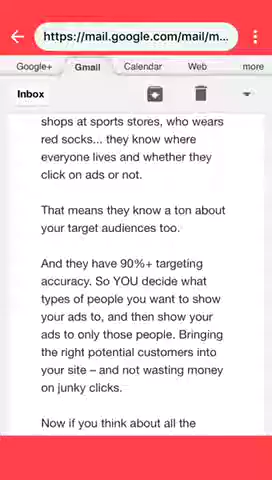 https://mail.google.com/mail/m...
Google+ Gmail Calendar Web more
Inbox
shops at sports stores, who wears
red socks... they know where
everyone lives and whether they
click on ads or not.
That means they know a ton about
your target audiences too.
And they have 90%+ targeting
accuracy. So YOU decide what
types of people you want to show
your ads to, and then show your
ads to only those people. Bringing
the right potential customers into
your site – and not wasting money
on junky clicks.
Now if you think about all the